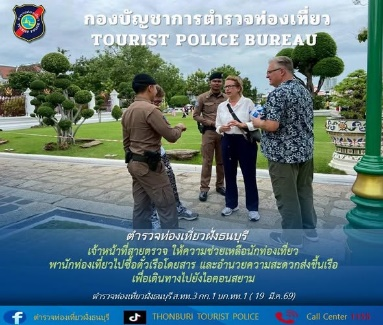 กองบัญชาการตำรวจท่องเที่ยว
TOURIST POLICE BUREAU
ตำรวจท่องเที่ยวฝั่งธนบุรี
เจ้าหน้าที่สายตรวจ ให้ความช่วยเหลือนักท่องเที่ยว
พานักท่องเที่ยวไปซื้อตั๋วเรือโดยสาร และอำนวยความสะดวกส่งขึ้นเรือ
เพื่อเดินทางไปยังไอคอนสยาม
ตำรวจท่องเที่ยวฝั่งธนบุรี ส.ทท.3 กก.1 บก.ทท.1 ( 19 มี.ค.69)
ตำรวจท่องเที่ยวฝั่งธนบุรี THONBURI TOURIST POLICE Call Center